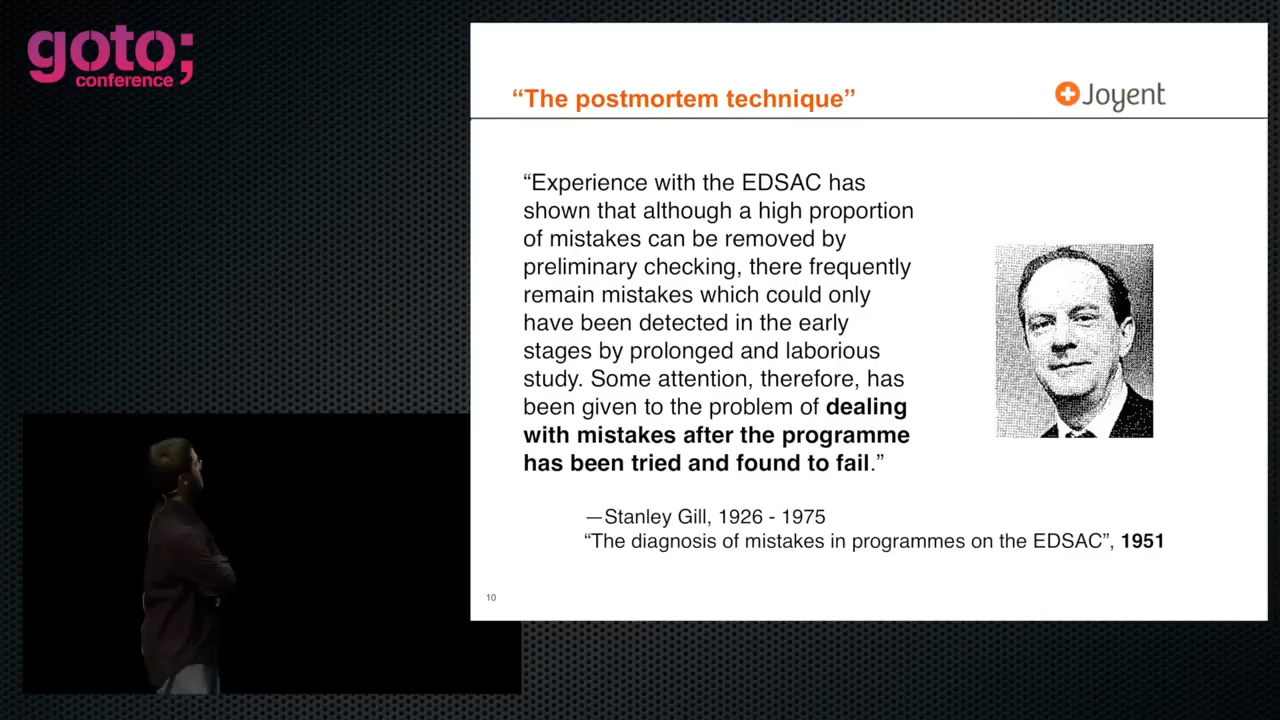 goto;
conference
“The postmortem technique”
Joyent
“Experience with the EDSAC has
shown that although a high proportion
of mistakes can be removed by
preliminary checking, there frequently
remain mistakes which could only
have been detected in the early
stages by prolonged and laborious
study. Some attention, therefore, has
been given to the problem of dealing
with mistakes after the programme
has been tried and found to fail.”
—Stanley Gill, 1926 - 1975
“The diagnosis of mistakes in programmes on the EDSAC”, 1951
10